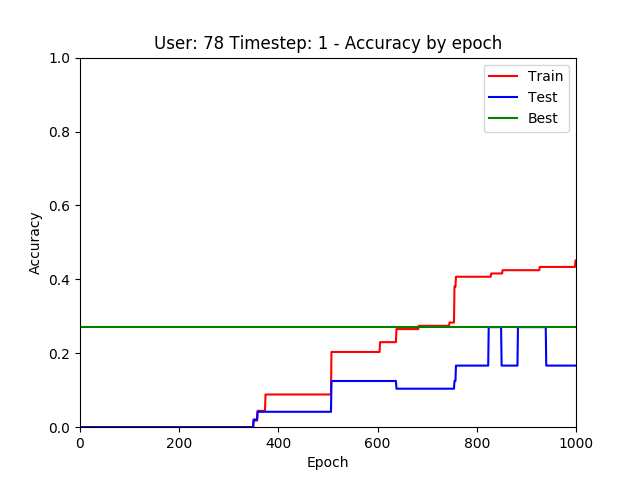 User: 78 Timestep: 1 - Accuracy by epoch
1.0
0.8
0.6
0.4
0.2
0.0
Accuracy
Train
Test
Best
0 200 400 600 800 1000
Epoch